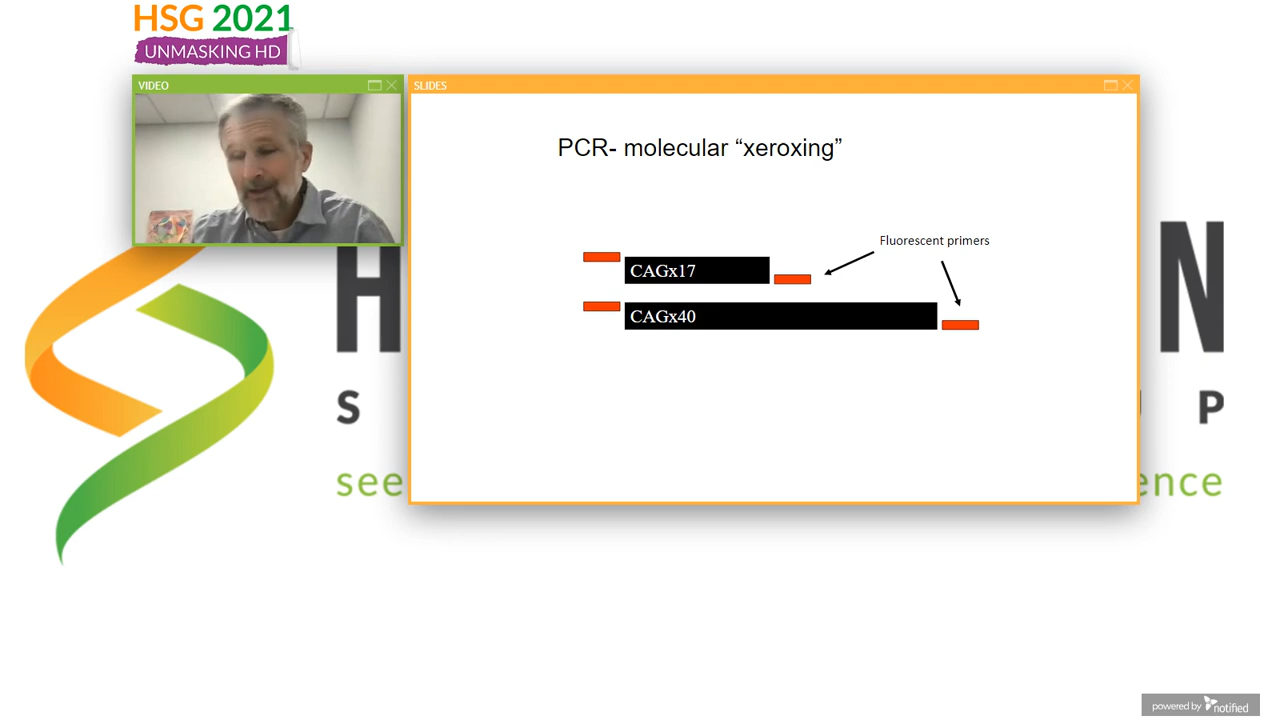 HSG 2021
UNMASKING HD
VIDEO
SLIDES
PCR- molecular “xeroxing”
Fluorescent primers
CAGx17
CAGx40
H
N
S
P
see
ence
powered by notified